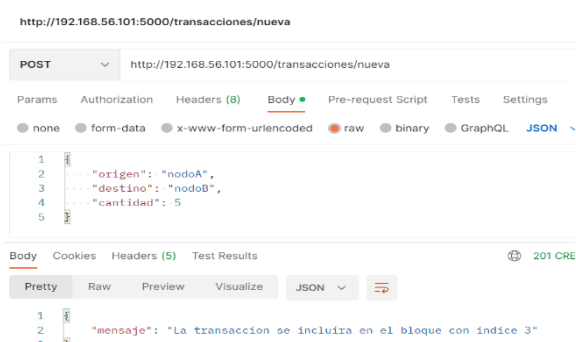 http://192.168.56.101:5000/transacciones/nueva
POST http://192.168.56.101:5000/transacciones/nueva
Params Authorization Headers (8) Body Pre-request Script Tests Settings
none form-data x-www-form-urlencoded raw binary GraphQL JSON
1 {
2 "origen": "nodoA",
3 "destino": "nodoB",
4 "cantidad": 5
5 }
Body Cookies Headers (5) Test Results 201 CRE
Pretty Raw Preview Visualize JSON
1 {
2 "mensaje": "La transaccion se incluira en el bloque con indice 3"